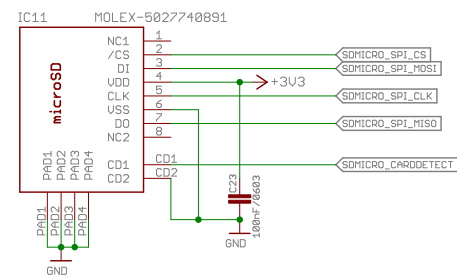 IC11 MOLEX-5027740891
microSD
NC1 1
/CS 2 SDMICRO_SPI_CS
DI 3 SDMICRO_SPI_MOSI
VDD 4 +3V3
CLK 5 SDMICRO_SPI_CLK
VSS 6
DO 7 SDMICRO_SPI_MISO
NC2 8
CD1 CD1 SDMICRO_CARDDETECT
CD2 CD2
PAD1 PAD2 PAD3 PAD4
PAD1 PAD2 PAD3 PAD4
C23
100nF/0603
GND
GND